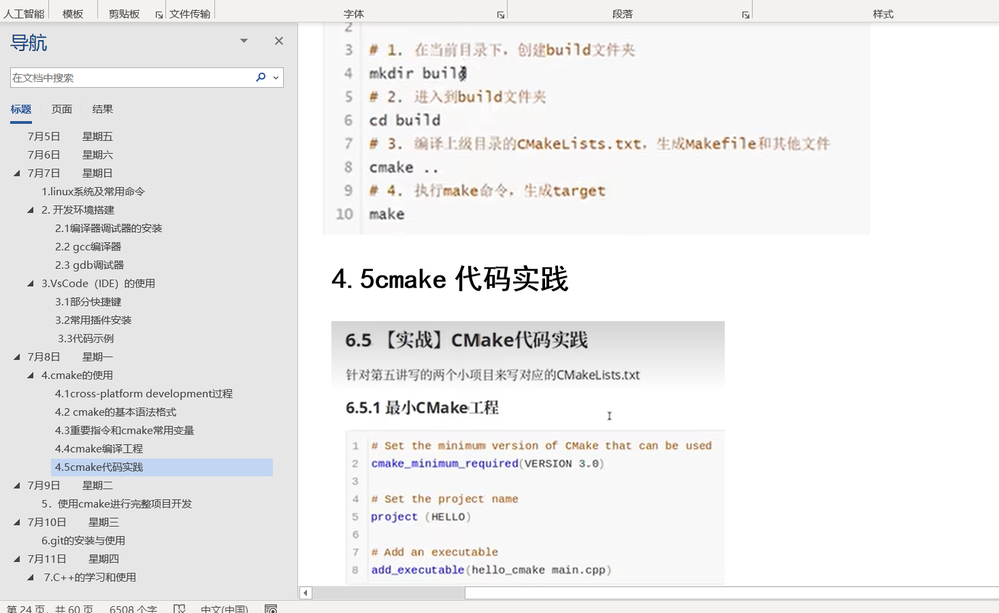 人工智能 模板 剪贴板 文件传输 字体 段落 样式
导航
在文档中搜索
标题 页面 结果
7月5日 星期五
7月6日 星期六
7月7日 星期日
1.linux系统及常用命令
2. 开发环境搭建
2.1编译器调试器的安装
2.2 gcc编译器
2.3 gdb调试器
3.VsCode（IDE）的使用
3.1部分快捷键
3.2常用插件安装
3.3代码示例
7月8日 星期一
4.cmake的使用
4.1cross-platform development过程
4.2 cmake的基本语法格式
4.3重要指令和cmake常用变量
4.4cmake编译工程
4.5cmake代码实践
7月9日 星期二
5．使用cmake进行完整项目开发
7月10日 星期三
6.git的安装与使用
7月11日 星期四
7.C++的学习和使用
2
3 # 1. 在当前目录下，创建build文件夹
4 mkdir build
5 # 2. 进入到build文件夹
6 cd build
7 # 3. 编译上级目录的CMakeLists.txt，生成Makefile和其他文件
8 cmake ..
9 # 4. 执行make命令，生成target
10 make
4.5cmake 代码实践
6.5 【实战】CMake代码实践
针对第五讲写的两个小项目来写对应的CMakeLists.txt
6.5.1 最小CMake工程
1 # Set the minimum version of CMake that can be used
2 cmake_minimum_required(VERSION 3.0)
3
4 # Set the project name
5 project (HELLO)
6
7 # Add an executable
8 add_executable(hello_cmake main.cpp)
第 24 页，共 60 页 6508 个字 中文(中国)